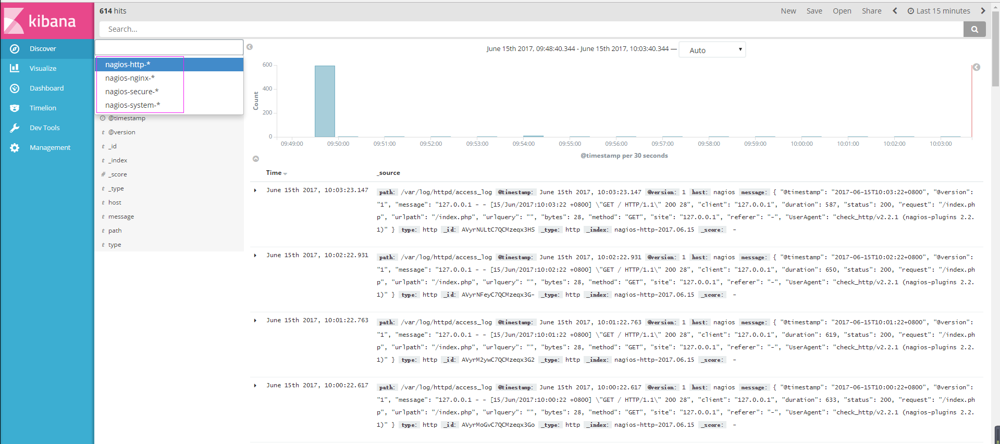 kibana
Discover
Visualize
Dashboard
Timelion
Dev Tools
Management
614 hits
New Save Open Share Last 15 minutes
Search...
nagios-http-*
nagios-nginx-*
nagios-secure-*
nagios-system-*
@timestamp
t @version
t _id
t _index
# _score
t _type
t host
t message
t path
t type
June 15th 2017, 09:48:40.344 - June 15th 2017, 10:03:40.344 — Auto
Count
600
400
200
0
09:49:00 09:50:00 09:51:00 09:52:00 09:53:00 09:54:00 09:55:00 09:56:00 09:57:00 09:58:00 09:59:00 10:00:00 10:01:00 10:02:00 10:03:00
@timestamp per 30 seconds
Time _source
June 15th 2017, 10:03:23.147 path: /var/log/httpd/access_log @timestamp: June 15th 2017, 10:03:23.147 @version: 1 host: nagios message: { "@timestamp": "2017-06-15T10:03:22+0800", "@version":
"1", "message": "127.0.0.1 - - [15/Jun/2017:10:03:22 +0800] \"GET / HTTP/1.1\" 200 28", "client": "127.0.0.1", "duration": 587, "status": 200, "request": "/index.ph
p", "urlpath": "/index.php", "urlquery": "", "bytes": 28, "method": "GET", "site": "127.0.0.1", "referer": "-", "UserAgent": "check_http/v2.2.1 (nagios-plugins 2.2.
1)" } type: http _id: AVyrNULtC7QCMzeqx3HS _type: http _index: nagios-http-2017.06.15 _score: -
June 15th 2017, 10:02:22.931 path: /var/log/httpd/access_log @timestamp: June 15th 2017, 10:02:22.931 @version: 1 host: nagios message: { "@timestamp": "2017-06-15T10:02:22+0800", "@version":
"1", "message": "127.0.0.1 - - [15/Jun/2017:10:02:22 +0800] \"GET / HTTP/1.1\" 200 28", "client": "127.0.0.1", "duration": 650, "status": 200, "request": "/index.ph
p", "urlpath": "/index.php", "urlquery": "", "bytes": 28, "method": "GET", "site": "127.0.0.1", "referer": "-", "UserAgent": "check_http/v2.2.1 (nagios-plugins 2.2.
1)" } type: http _id: AVyrNFeyC7QCMzeqx3G- _type: http _index: nagios-http-2017.06.15 _score: -
June 15th 2017, 10:01:22.763 path: /var/log/httpd/access_log @timestamp: June 15th 2017, 10:01:22.763 @version: 1 host: nagios message: { "@timestamp": "2017-06-15T10:01:22+0800", "@version":
"1", "message": "127.0.0.1 - - [15/Jun/2017:10:01:22 +0800] \"GET / HTTP/1.1\" 200 28", "client": "127.0.0.1", "duration": 619, "status": 200, "request": "/index.ph
p", "urlpath": "/index.php", "urlquery": "", "bytes": 28, "method": "GET", "site": "127.0.0.1", "referer": "-", "UserAgent": "check_http/v2.2.1 (nagios-plugins 2.2.
1)" } type: http _id: AVyrM2ywC7QCMzeqx3G2 _type: http _index: nagios-http-2017.06.15 _score: -
June 15th 2017, 10:00:22.617 path: /var/log/httpd/access_log @timestamp: June 15th 2017, 10:00:22.617 @version: 1 host: nagios message: { "@timestamp": "2017-06-15T10:00:22+0800", "@version":
"1", "message": "127.0.0.1 - - [15/Jun/2017:10:00:22 +0800] \"GET / HTTP/1.1\" 200 28", "client": "127.0.0.1", "duration": 633, "status": 200, "request": "/index.ph
p", "urlpath": "/index.php", "urlquery": "", "bytes": 28, "method": "GET", "site": "127.0.0.1", "referer": "-", "UserAgent": "check_http/v2.2.1 (nagios-plugins 2.2.
1)" } type: http _id: AVyrMoGvC7QCMzeqx3Go _type: http _index: nagios-http-2017.06.15 _score: -